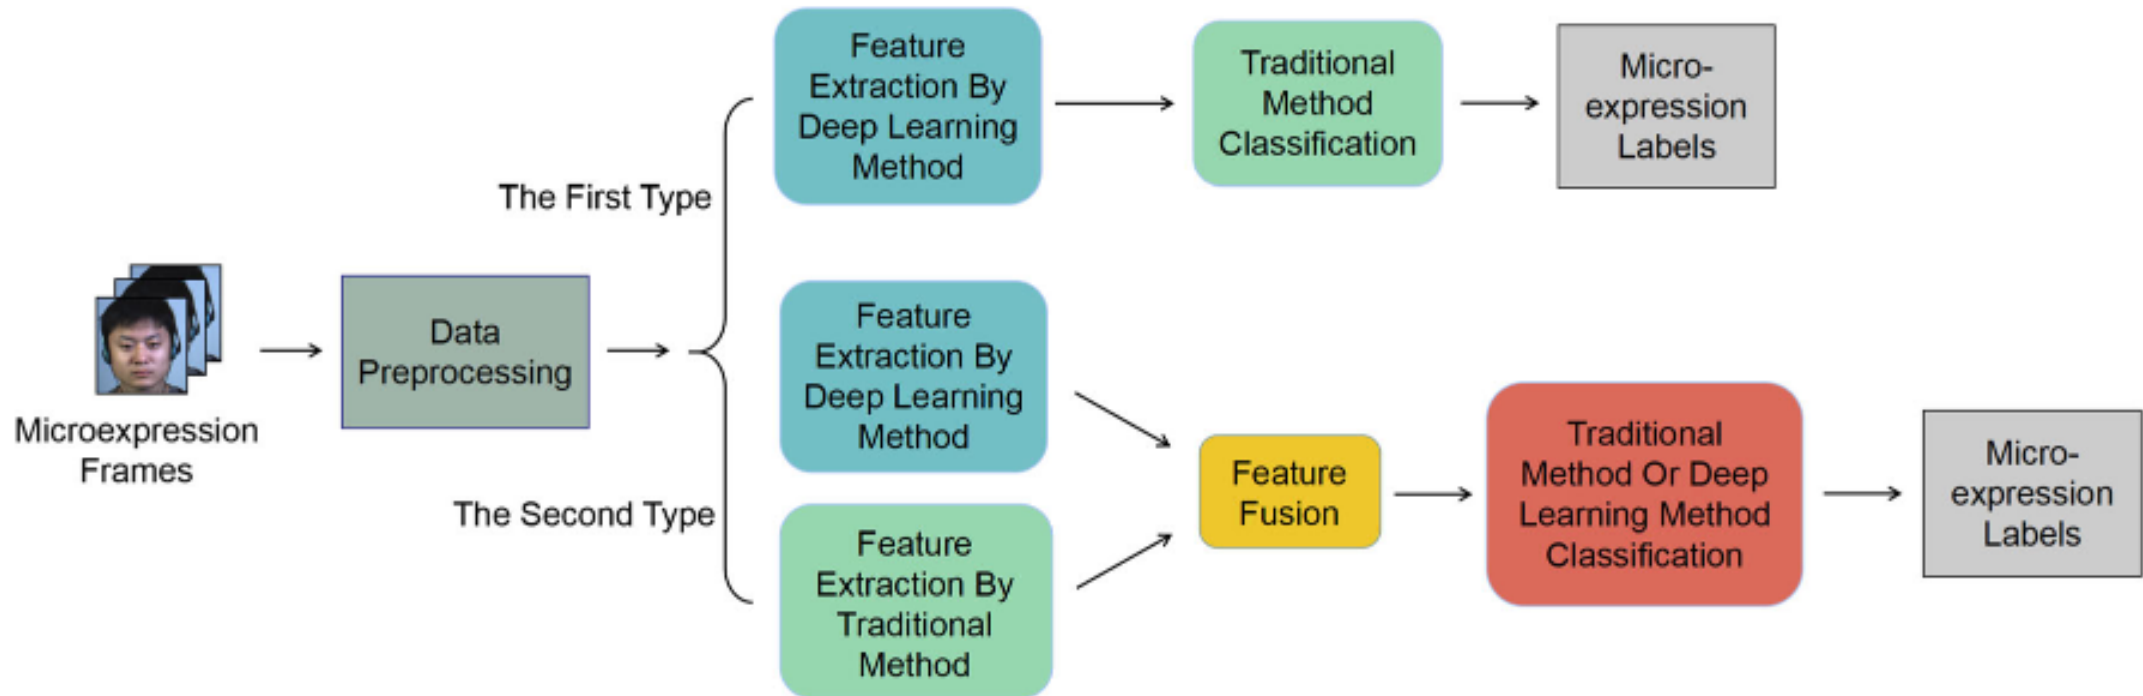 Microexpression
Frames
Data
Preprocessing
The First Type
The Second Type
Feature
Extraction By
Deep Learning
Method
Traditional
Method
Classification
Micro-
expression
Labels
Feature
Extraction By
Deep Learning
Method
Feature
Extraction By
Traditional
Method
Feature
Fusion
Traditional
Method Or Deep
Learning Method
Classification
Micro-
expression
Labels